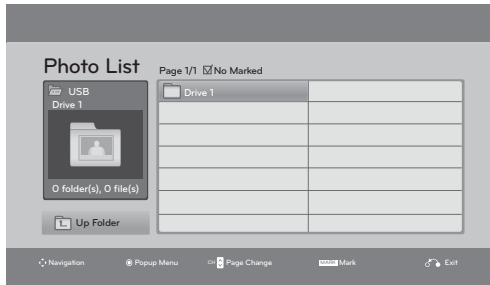 Photo List
Page 1/1 No Marked
USB
Drive 1
Drive 1
0 folder(s), 0 file(s)
Up Folder
Navigation
Popup Menu
CH Page Change
MARK Mark
Exit